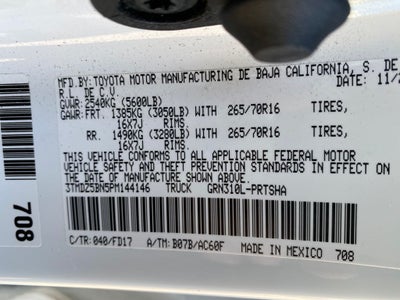 MFD.BY:TOYOTA MOTOR MANUFACTURING DE BAJA CALIFORNIA, S. DE
R.L. DE C.V. DATE: 11/
GVWR: 2540KG (5600LB)
GAWR:FRT. 1385KG (3050LB) WITH 265/70R16 TIRES,
16X7J RIMS.
RR. 1490KG (3280LB) WITH 265/70R16 TIRES,
16X7J RIMS.
THIS VEHICLE CONFORMS TO ALL APPLICABLE FEDERAL MOTOR
VEHICLE SAFETY AND THEFT PREVENTION STANDARDS IN EFFECT ON
THE DATE OF MANUFACTURE SHOWN ABOVE.
3TMDZ5BN5PM144146 TRUCK GRN310L-PRTSHA
C/TR: 040/FD17 A/TM: B07B/AC60F MADE IN MEXICO 708
708